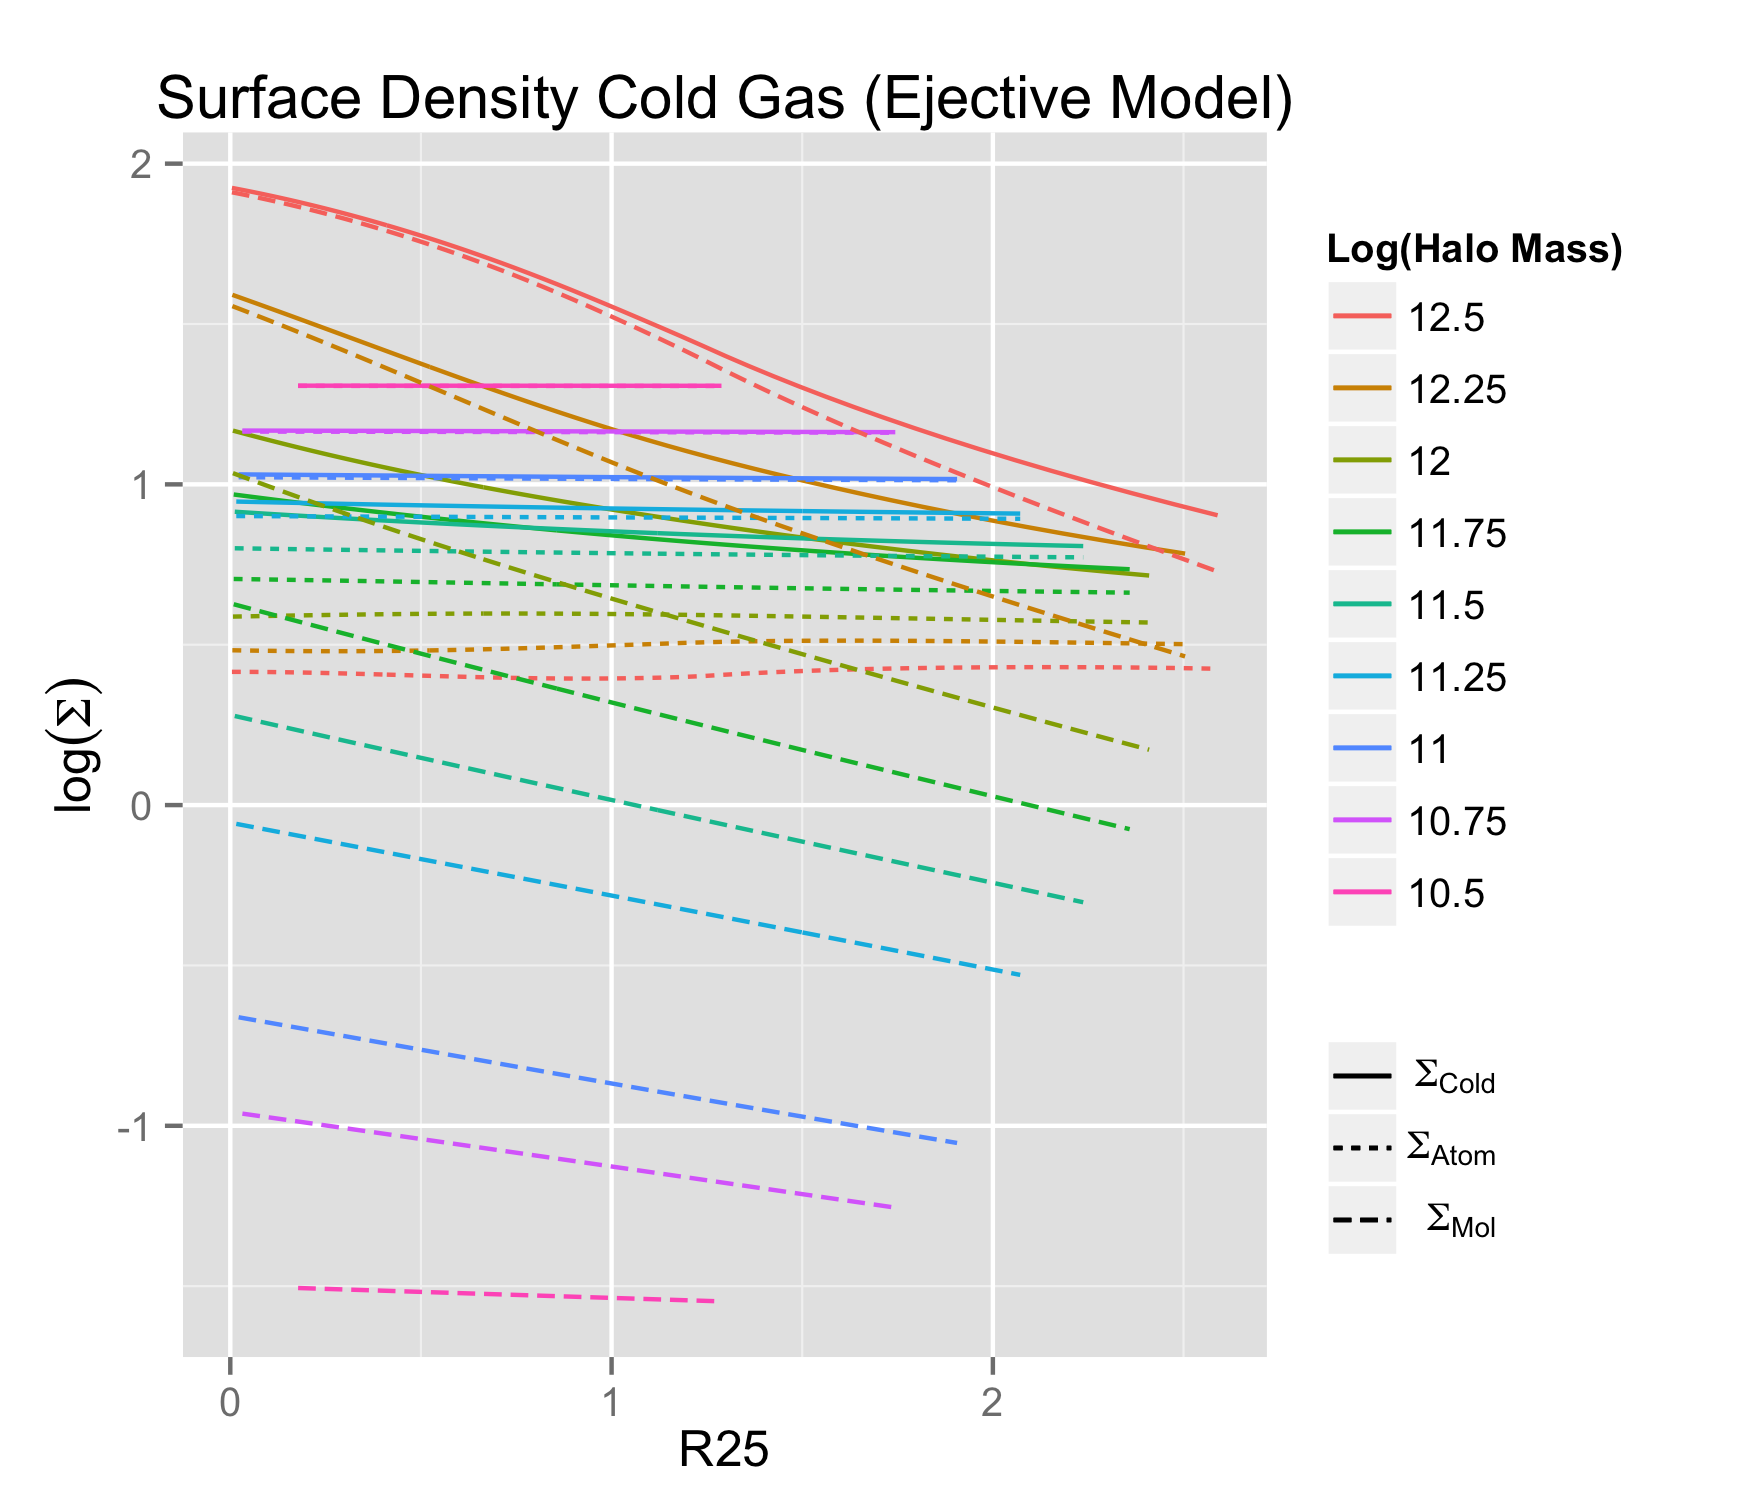 Surface Density Cold Gas (Ejective Model)
2
1
0
-1
log(Σ)
0
1
2
R25
Log(Halo Mass)
12.5
12.25
12
11.75
11.5
11.25
11
10.75
10.5
ΣCold
ΣAtom
ΣMol